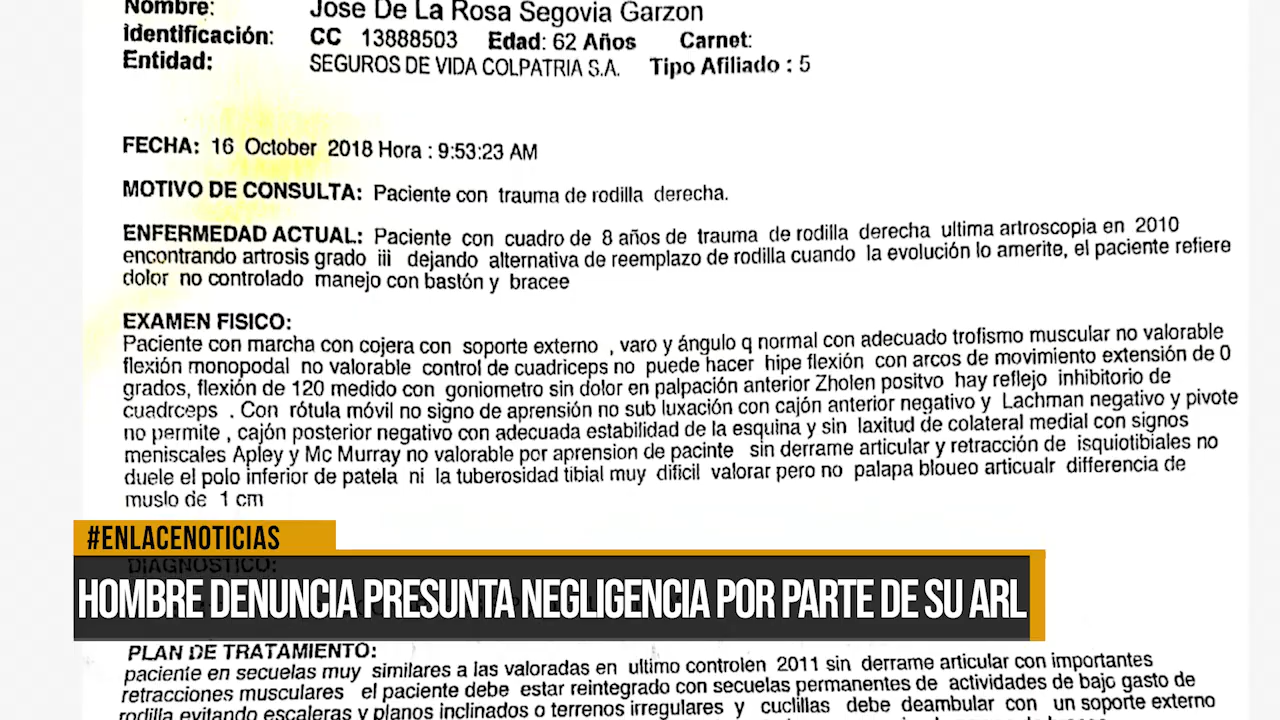 Nombre: Jose De La Rosa Segovia Garzon
Identificación: CC 13888503 Edad: 62 Años Carnet:
Entidad: SEGUROS DE VIDA COLPATRIA S.A. Tipo Afiliado : 5
FECHA: 16 October 2018 Hora : 9:53:23 AM
MOTIVO DE CONSULTA: Paciente con trauma de rodilla derecha.
ENFERMEDAD ACTUAL: Paciente con cuadro de 8 años de trauma de rodilla derecha ultima artroscopia en 2010
encontrando artrosis grado iii dejando alternativa de reemplazo de rodilla cuando la evolución lo amerite, el paciente refiere
dolor no controlado manejo con bastón y bracee
EXAMEN FISICO:
Paciente con marcha con cojera con soporte externo , varo y ángulo q normal con adecuado trofismo muscular no valorable
flexión monopodal no valorable control de cuadriceps no puede hacer hipe flexión con arcos de movimiento extensión de 0
grados, flexión de 120 medido con goniometro sin dolor en palpación anterior Zholen positvo hay reflejo inhibitorio de
cuadrceps . Con rótula móvil no signo de aprensión no sub luxación con cajón anterior negativo y Lachman negativo y pivote
no permite , cajón posterior negativo con adecuada estabilidad de la esquina y sin laxitud de colateral medial con signos
meniscales Apley y Mc Murray no valorable por aprension de pacinte sin derrame articular y retracción de isquiotibiales no
duele el polo inferior de patela ni la tuberosidad tibial muy dificil valorar pero no palapa bloueo articualr differencia de
muslo de 1 cm
#ENLACENOTICIAS
DIAGNOSTICO:
HOMBRE DENUNCIA PRESUNTA NEGLIGENCIA POR PARTE DE SU ARL
PLAN DE TRATAMIENTO:
paciente en secuelas muy similares a las valoradas en ultimo controlen 2011 sin derrame articular con importantes
retracciones musculares el paciente debe estar reintegrado con secuelas permanentes de actividades de bajo gasto de
rodilla evitando escaleras y planos inclinados o terrenos irregulares y cuclillas debe deambular con un soporte externo